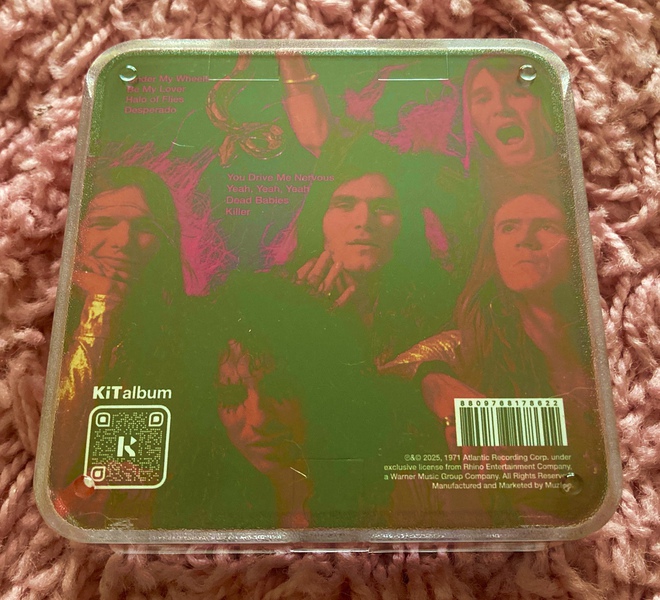 Under My Wheels
Be My Lover
Halo of Flies
Desperado
You Drive Me Nervous
Yeah, Yeah, Yeah
Dead Babies
Killer
KiTalbum
K
8809768178622
℗&© 2025, 1971 Atlantic Recording Corp. under
exclusive license from Rhino Entertainment Company,
a Warner Music Group Company. All Rights Reserved.
Manufactured and Marketed by